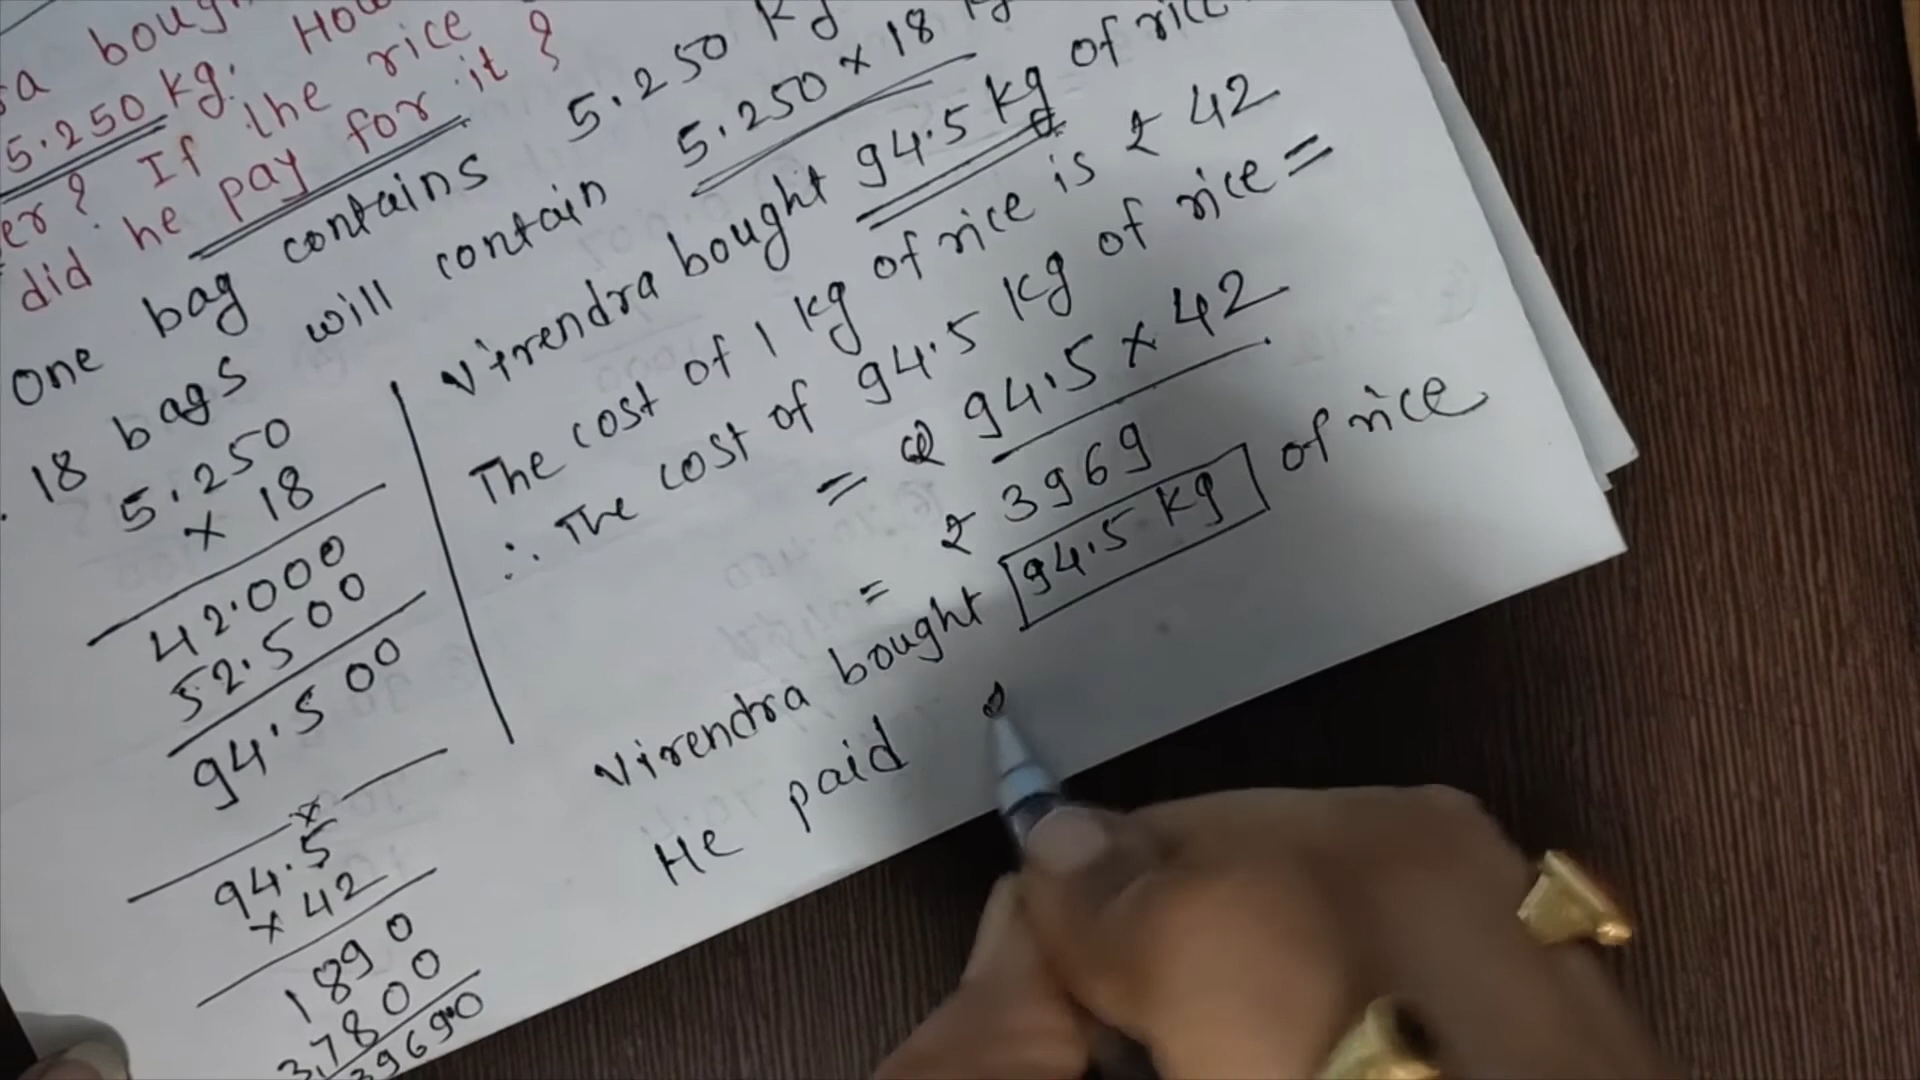 a bought
5.250 kg. How
er? If the rice
did he pay for it?
One bag contains 5.250 kg
18 bags will contain 5.250 × 18 kg
5.250
× 18
42.000
52.500
94.500
×
94.5
× 42
1890
37800
3969.0
Virendra bought 94.5 kg of rice.
The cost of 1 kg of rice is ₹ 42
∴ The cost of 94.5 kg of rice =
= ₹ 94.5 × 42
= ₹ 3969
Virendra bought 94.5 kg of rice
He paid